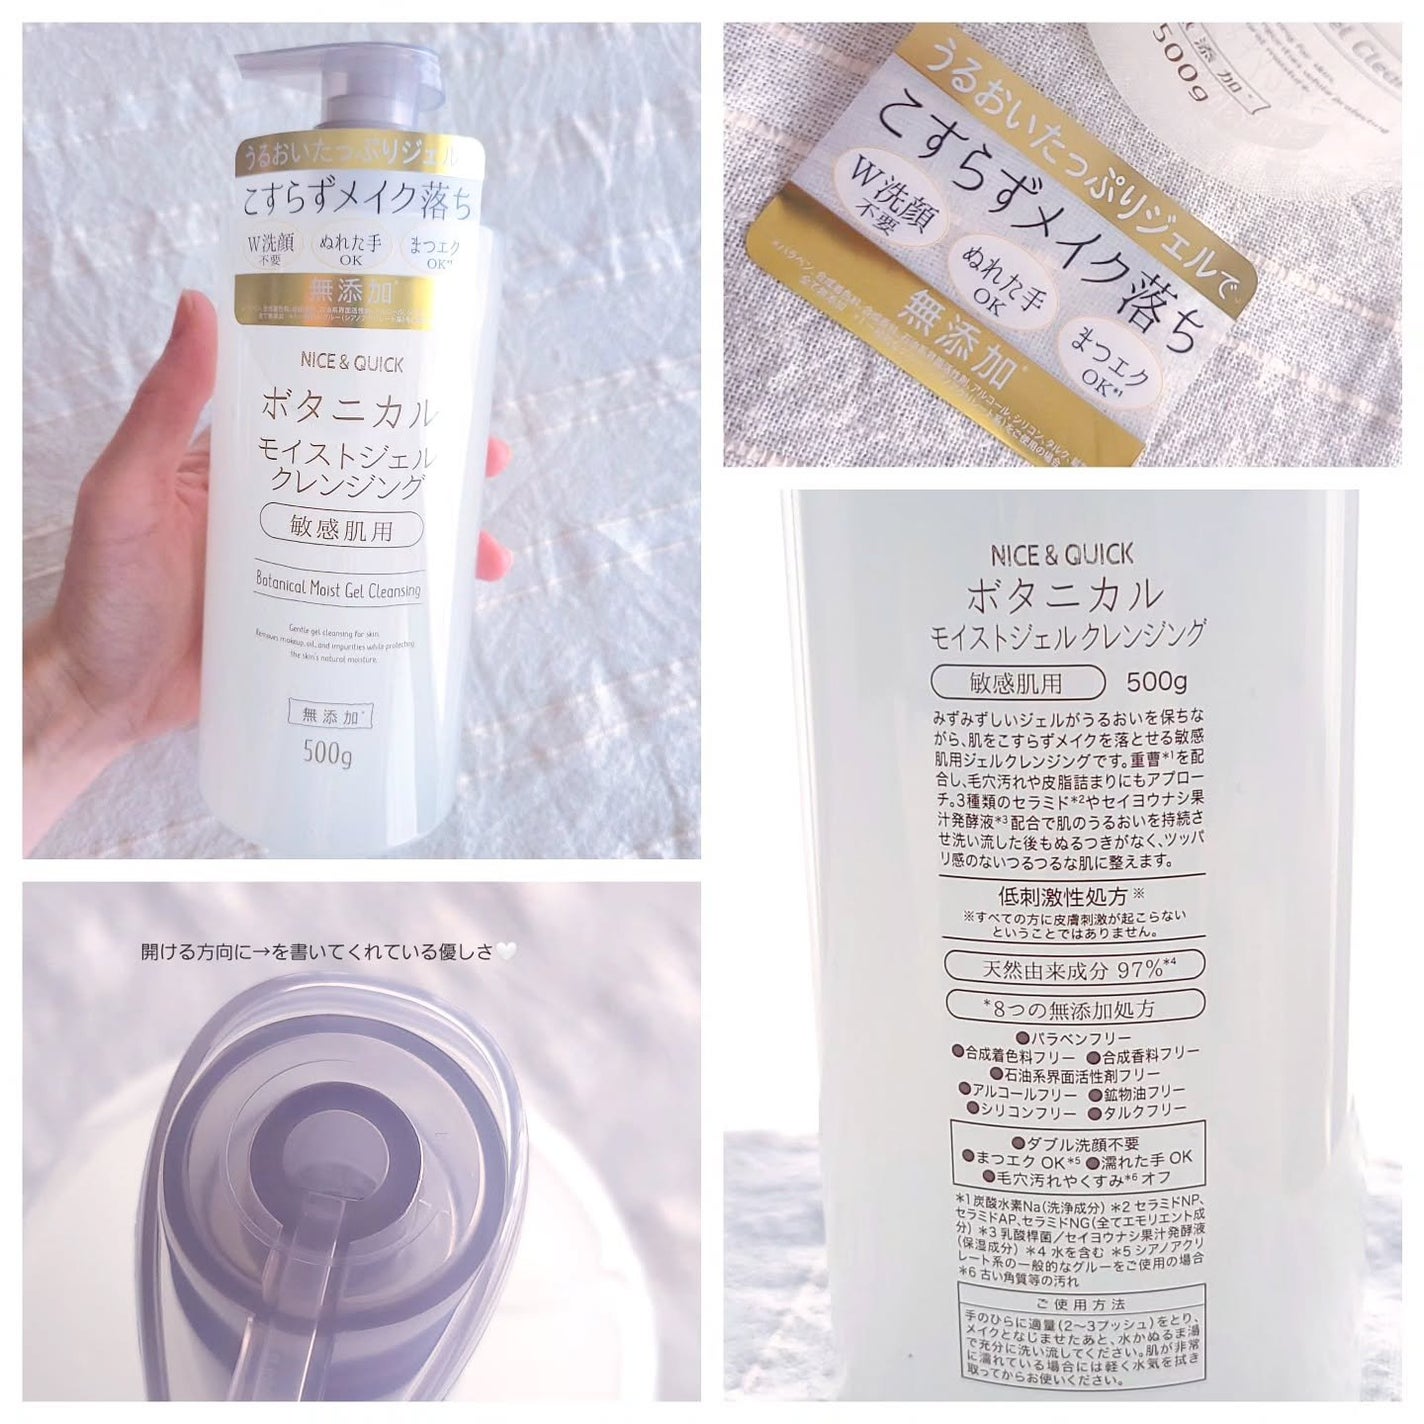 うるおいたっぷりジェル
こすらずメイク落ち
W洗顔
不要
ぬれた手
OK
まつエク
OK*¹
無添加*
NICE & QUICK
ボタニカル
モイストジェル
クレンジング
敏感肌用
Botanical Moist Gel Cleansing
Gentle gel cleansing for skin.
Removes makeup, oil, and impurities while protecting
the skin's natural moisture.
無添加*
500g
うるおいたっぷりジェルで
こすらずメイク落ち
W洗顔
不要
ぬれた手
OK
まつエク
OK*¹
無添加*
添加*
500g
開ける方向に→を書いてくれている優しさ🤍
NICE & QUICK
ボタニカル
モイストジェルクレンジング
敏感肌用 500g
みずみずしいジェルがうるおいを保ちな
がら、肌をこすらずメイクを落とせる敏感
肌用ジェルクレンジングです。重曹*1を配
合し、毛穴汚れや皮脂詰まりにもアプロー
チ。3種類のセラミド*2やセイヨウナシ果
汁発酵液*3配合で肌のうるおいを持続さ
せ洗い流した後もぬるつきがなく、ツッパ
リ感のないつるつるな肌に整えます。
低刺激性処方※
※すべての方に皮膚刺激が起こらない
ということではありません。
天然由来成分 97%*4
*8つの無添加処方
●パラベンフリー
●合成着色料フリー ●合成香料フリー
●石油系界面活性剤フリー
●アルコールフリー ●鉱物油フリー
●シリコンフリー ●タルクフリー
●ダブル洗顔不要
●まつエク OK*5 ●濡れた手 OK
●毛穴汚れやくすみ*6 オフ
*1 炭酸水素Na(洗浄成分) *2 セラミドNP、
セラミドAP、セラミドNG(全てエモリエント成
分) *3 乳酸桿菌/セイヨウナシ果汁発酵液
(保湿成分) *4 水を含む *5 シアノアクリ
レート系の一般的なグルーをご使用の場合
*6 古い角質等の汚れ
ご使用方法
手のひらに適量(2〜3プッシュ)をとり、
メイクとなじませたあと、水かぬるま湯
で充分に洗い流してください。肌が非常
に濡れている場合には軽く水気を拭き
取ってからお使いください。